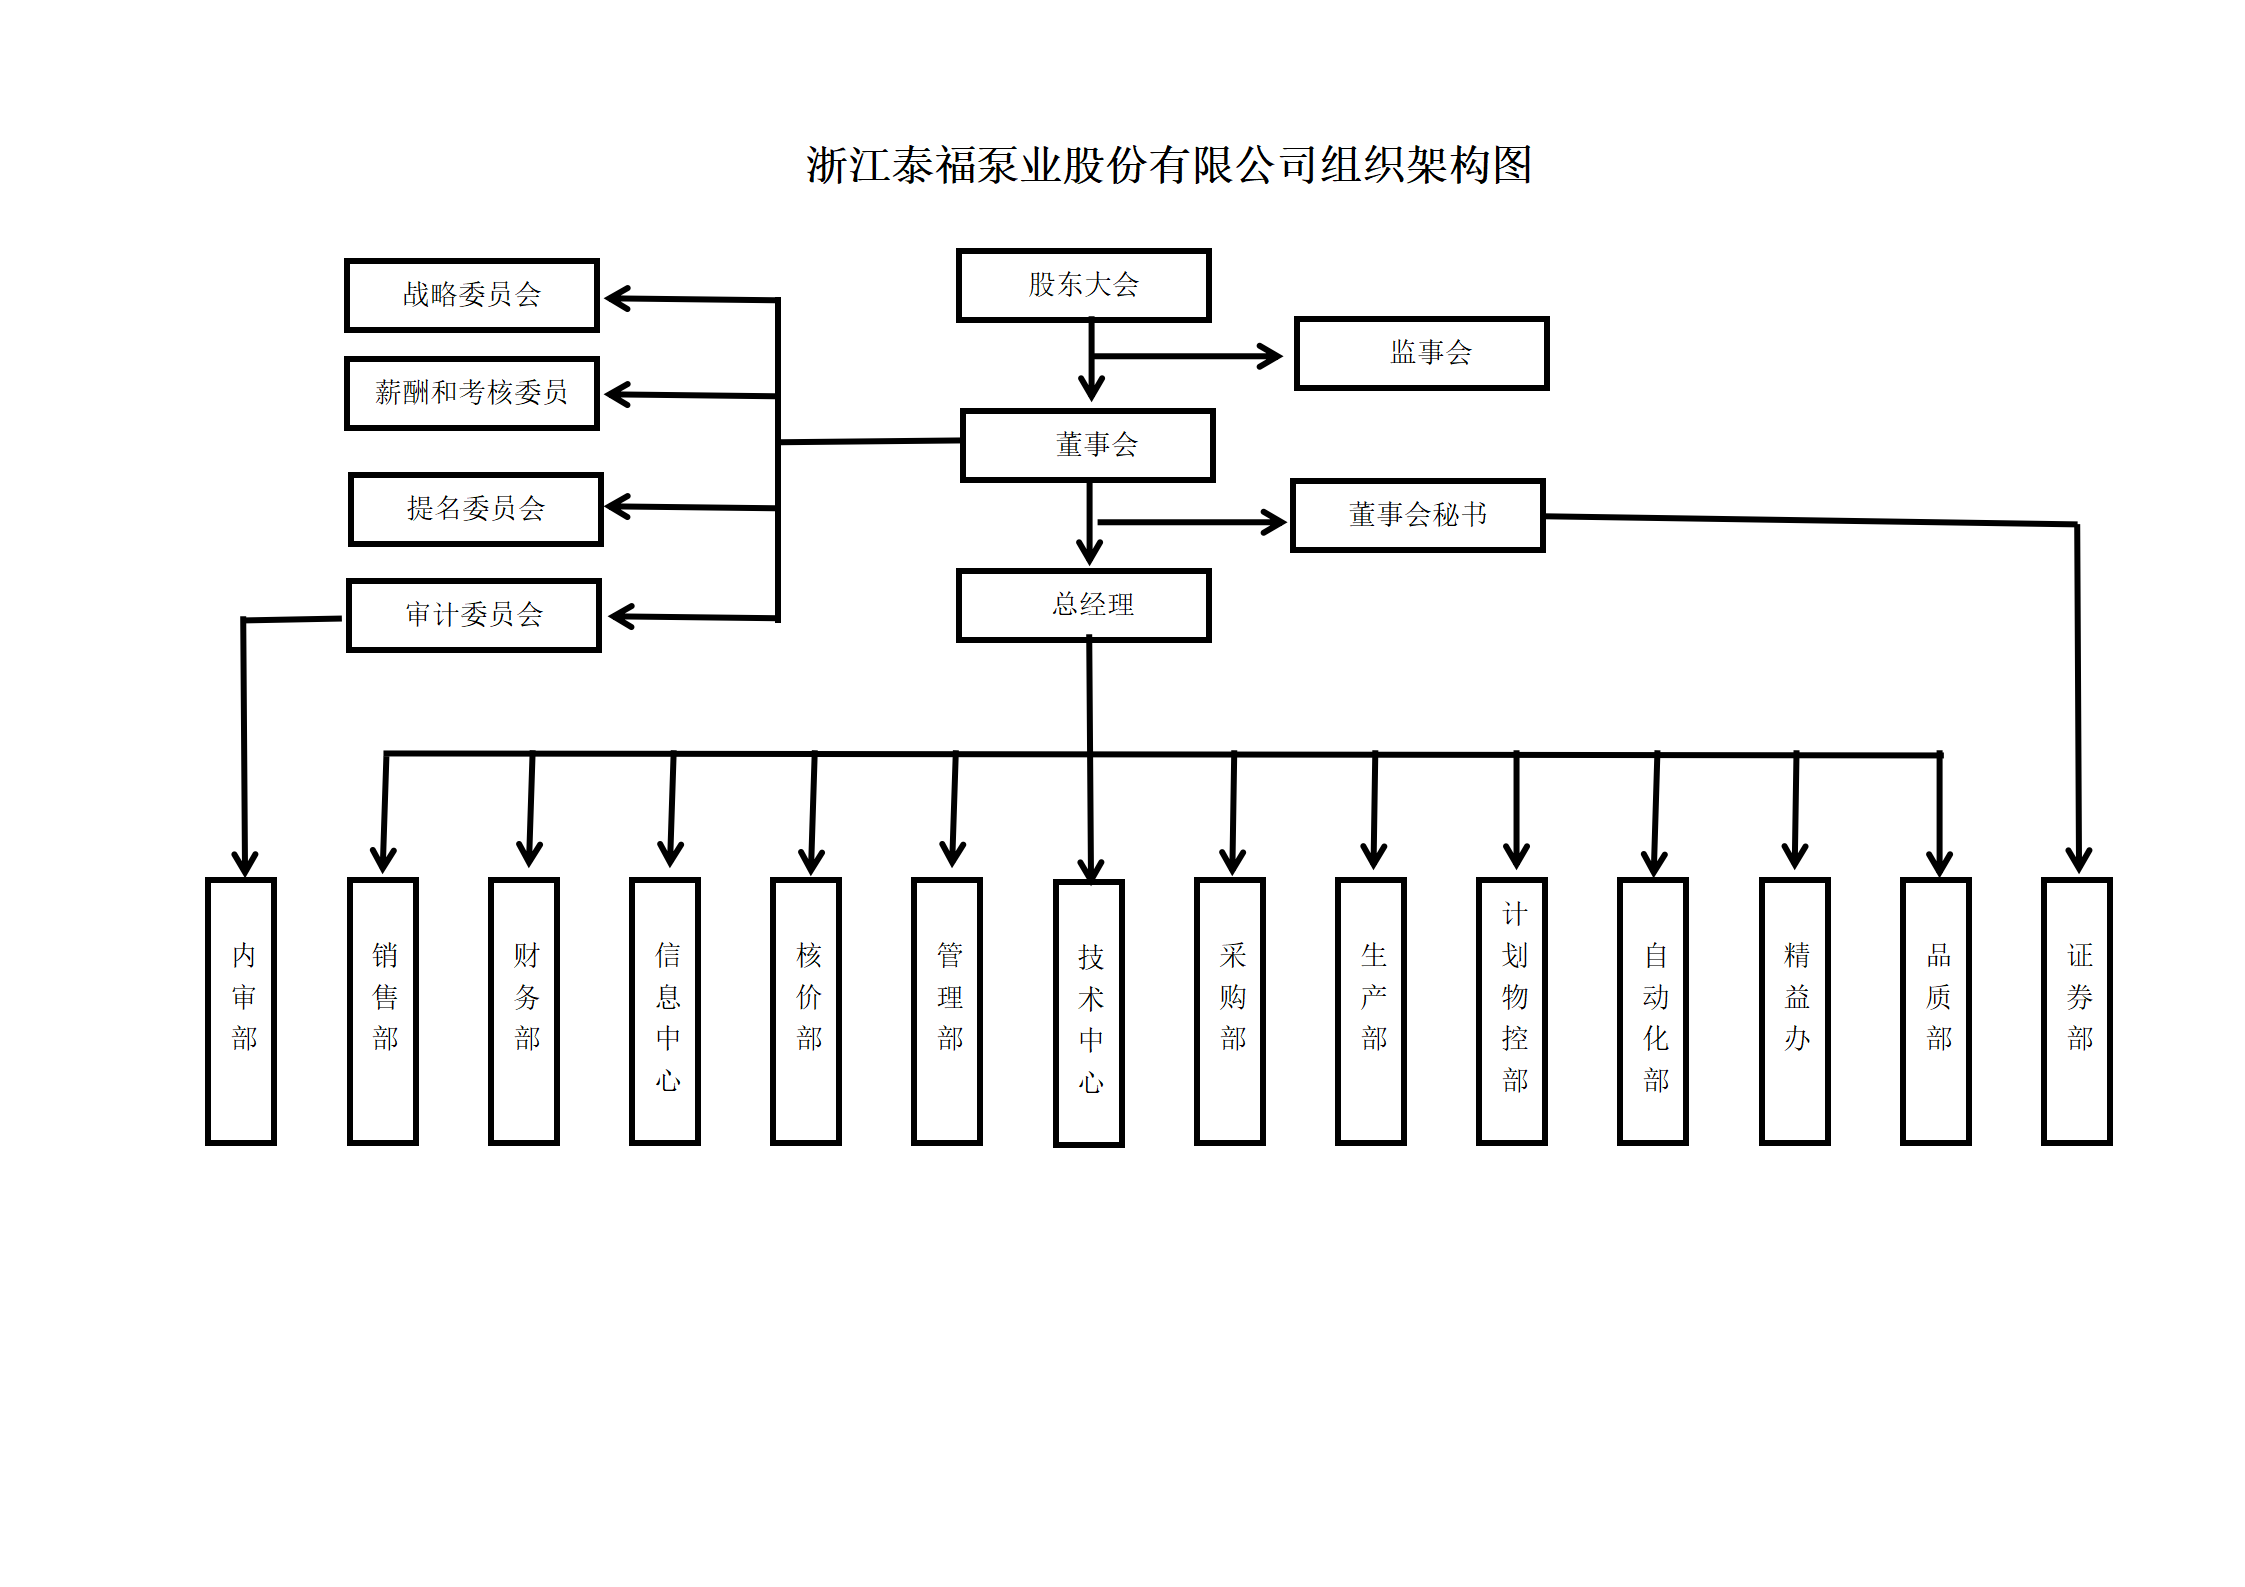 浙江泰福泵业股份有限公司组织架构图
股东大会
战略委员会
监事会
薪酬和考核委员
董事会
提名委员会
董事会秘书
总经理
审计委员会
内审部
销售部
财务部
信息中心
核价部
管理部
技术中心
采购部
生产部
计划物控部
自动化部
精益办
品质部
证券部